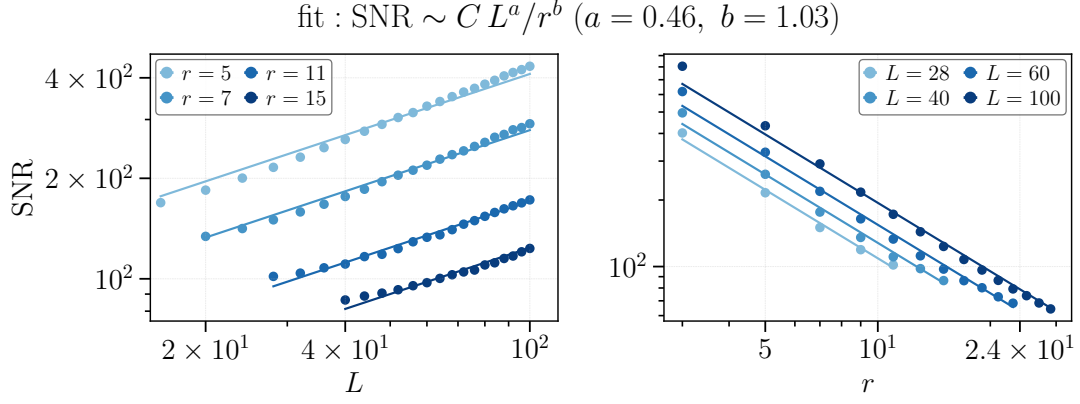 fit : SNR ∼ C L^a/r^b (a = 0.46, b = 1.03)
SNR
4 × 10^2
2 × 10^2
10^2
r = 5
r = 7
r = 11
r = 15
2 × 10^1
4 × 10^1
10^2
L
10^2
L = 28
L = 40
L = 60
L = 100
5
10^1
2.4 × 10^1
r